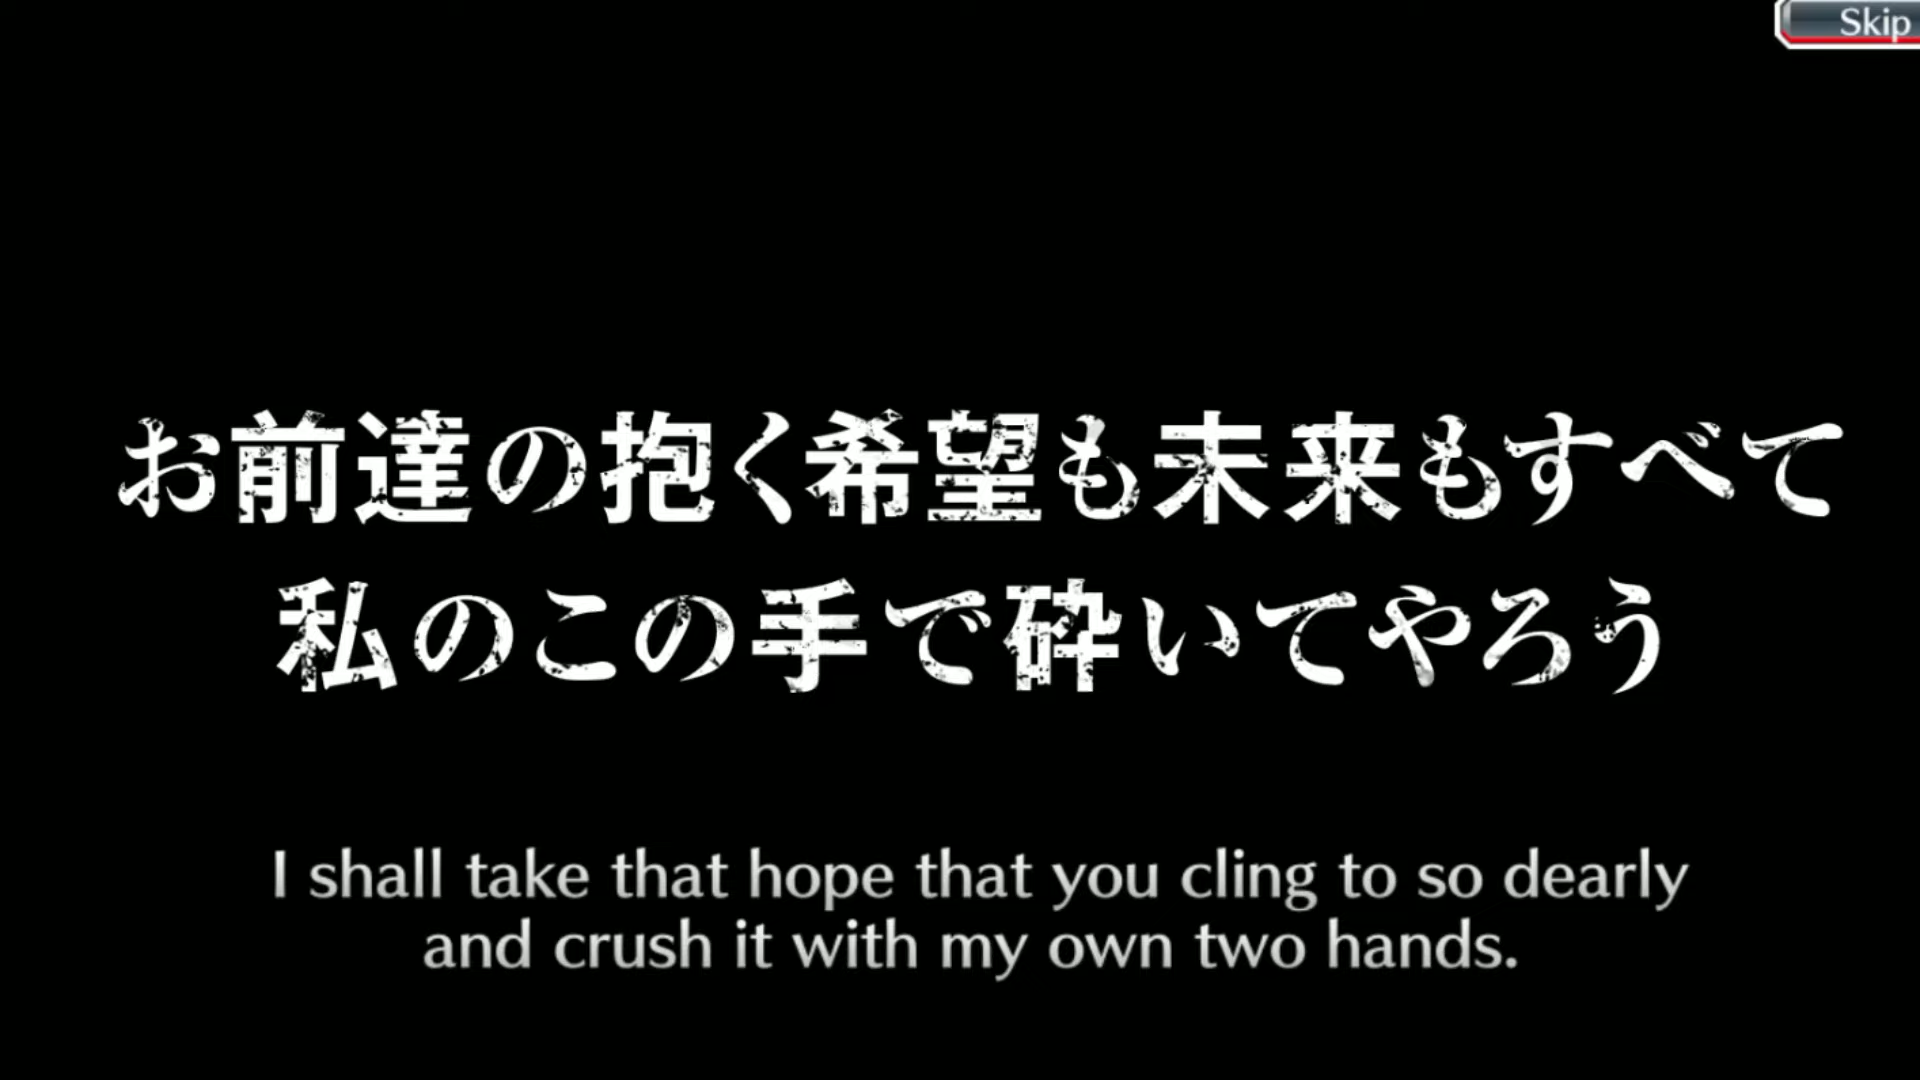 Skip
お前達の抱く希望も未来もすべて
私のこの手で砕いてやろう
I shall take that hope that you cling to so dearly
and crush it with my own two hands.